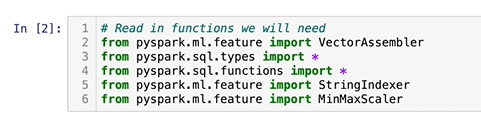 In [2]:
1 # Read in functions we will need
2 from pyspark.ml.feature import VectorAssembler
3 from pyspark.sql.types import *
4 from pyspark.sql.functions import *
5 from pyspark.ml.feature import StringIndexer
6 from pyspark.ml.feature import MinMaxScaler